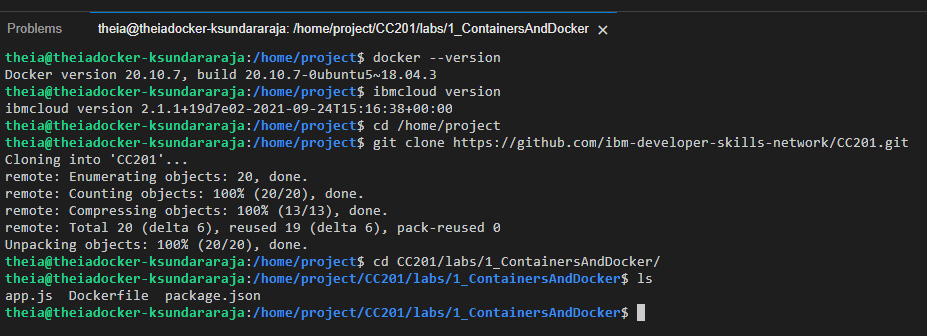 Problems theia@theiadocker-ksundararaja: /home/project/CC201/labs/1_ContainersAndDocker ×
theia@theiadocker-ksundararaja:/home/project$ docker --version
Docker version 20.10.7, build 20.10.7-0ubuntu5~18.04.3
theia@theiadocker-ksundararaja:/home/project$ ibmcloud version
ibmcloud version 2.1.1+19d7e02-2021-09-24T15:16:38+00:00
theia@theiadocker-ksundararaja:/home/project$ cd /home/project
theia@theiadocker-ksundararaja:/home/project$ git clone https://github.com/ibm-developer-skills-network/CC201.git
Cloning into 'CC201'...
remote: Enumerating objects: 20, done.
remote: Counting objects: 100% (20/20), done.
remote: Compressing objects: 100% (13/13), done.
remote: Total 20 (delta 6), reused 19 (delta 6), pack-reused 0
Unpacking objects: 100% (20/20), done.
theia@theiadocker-ksundararaja:/home/project$ cd CC201/labs/1_ContainersAndDocker/
theia@theiadocker-ksundararaja:/home/project/CC201/labs/1_ContainersAndDocker$ ls
app.js  Dockerfile  package.json
theia@theiadocker-ksundararaja:/home/project/CC201/labs/1_ContainersAndDocker$